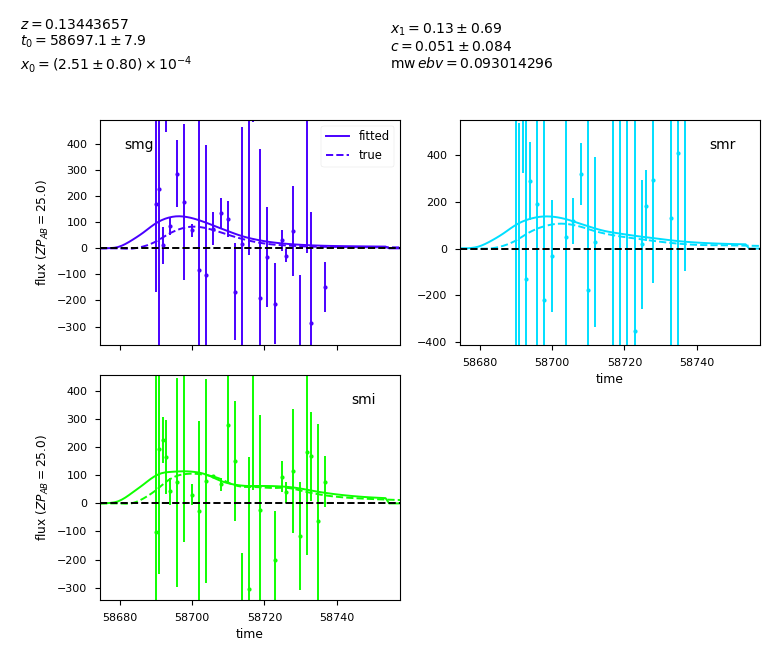 z = 0.13443657
t₀ = 58697.1 ± 7.9
x₀ = (2.51 ± 0.80) × 10⁻⁴
x₁ = 0.13 ± 0.69
c = 0.051 ± 0.084
mw ebv = 0.093014296
smg
fitted
true
400
300
200
100
0
−100
−200
−300
flux (ZP_AB = 25.0)
smr
400
200
0
−200
−400
58680
58700
58720
58740
time
smi
400
300
200
100
0
−100
−200
−300
flux (ZP_AB = 25.0)
58680
58700
58720
58740
time